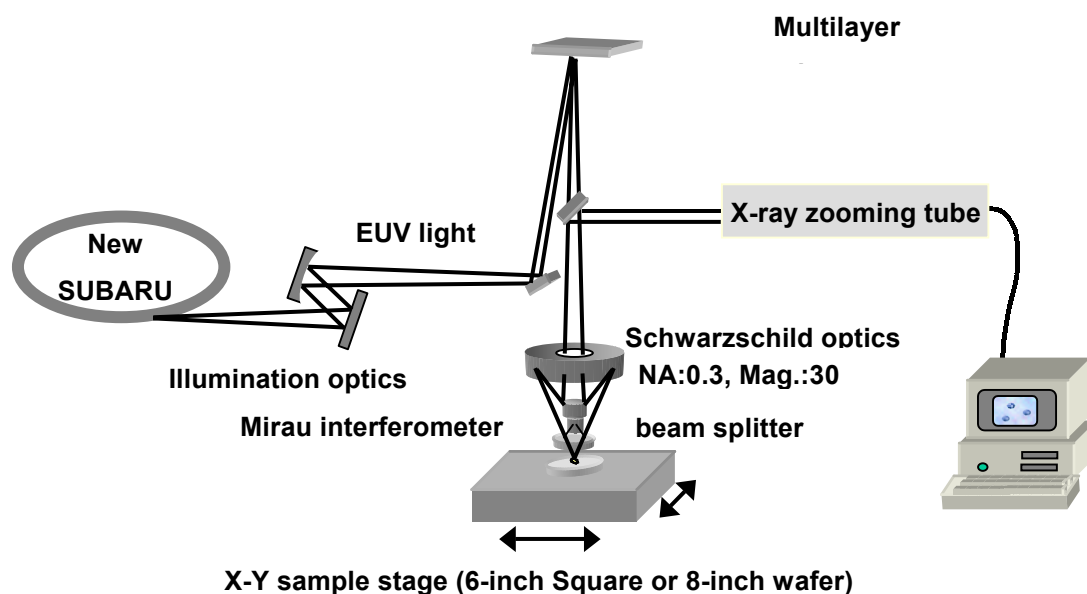 Multilayer
X-ray zooming tube
EUV light
New
SUBARU
Schwarzschild optics
Illumination optics
NA:0.3, Mag.:30
Mirau interferometer
beam splitter
X-Y sample stage (6-inch Square or 8-inch wafer)